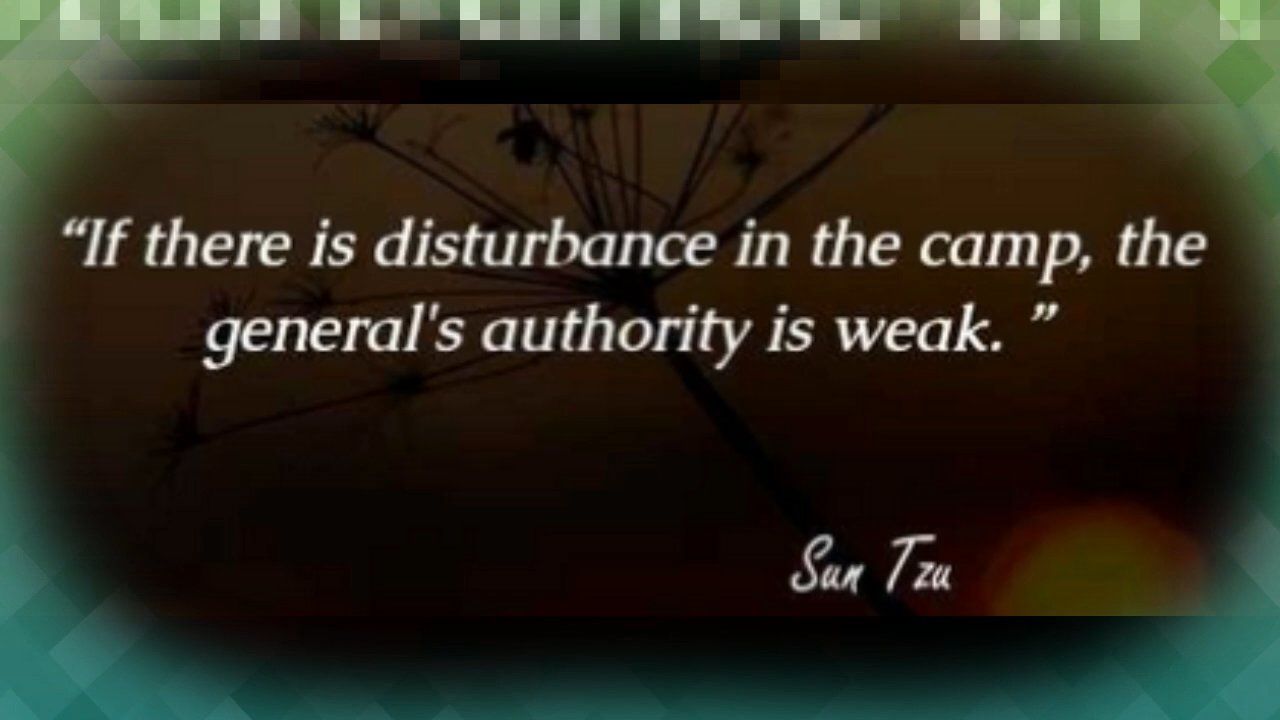 “If there is disturbance in the camp, the
general's authority is weak. ”
Sun Tzu